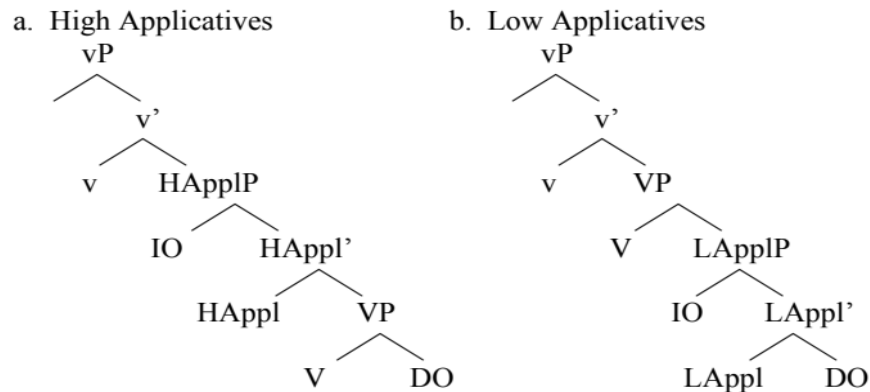 a. High Applicatives b. Low Applicatives
vP vP
v’ v’
v HApplP v VP
IO HAppl’ V LApplP
HAppl VP IO LAppl’
V DO LAppl DO